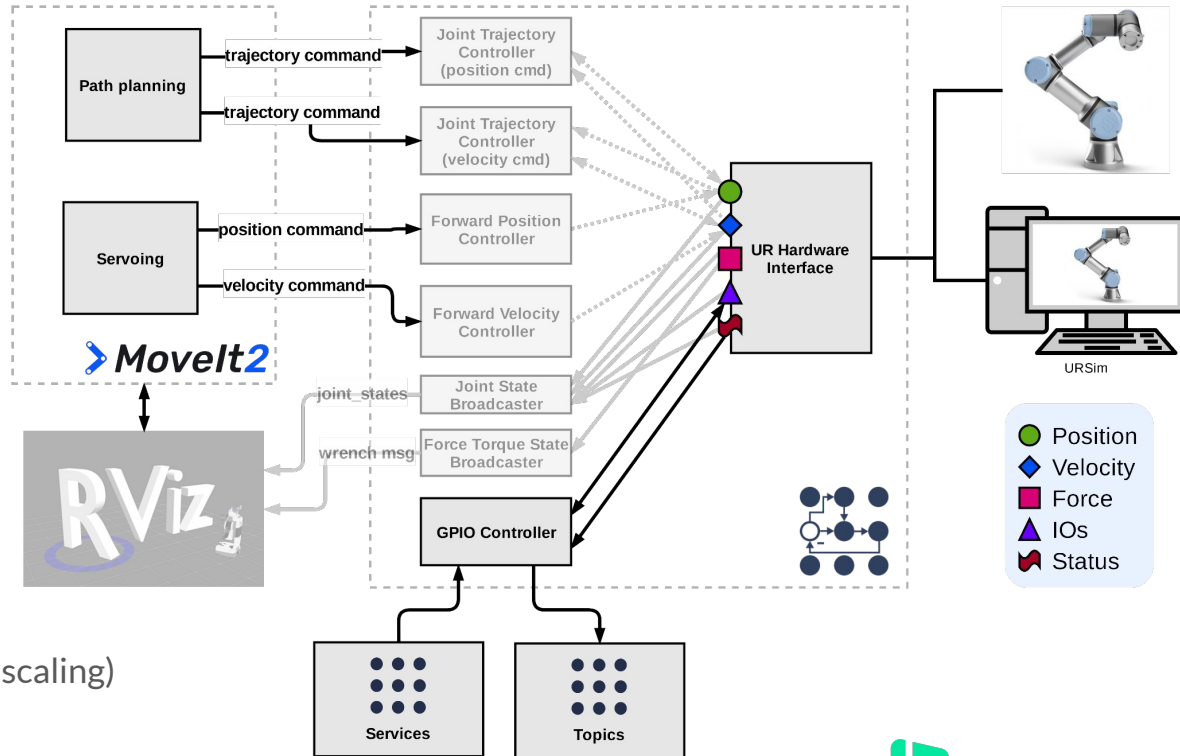 Path planning
trajectory command
trajectory command
Joint Trajectory
Controller
(position cmd)
Joint Trajectory
Controller
(velocity cmd)
Servoing
position command
velocity command
Forward Position
Controller
Forward Velocity
Controller
MoveIt2
joint_states
Joint State
Broadcaster
wrench msg
Force Torque State
Broadcaster
RViz
GPIO Controller
UR Hardware
Interface
URSim
Position
Velocity
Force
IOs
Status
scaling)
Services
Topics